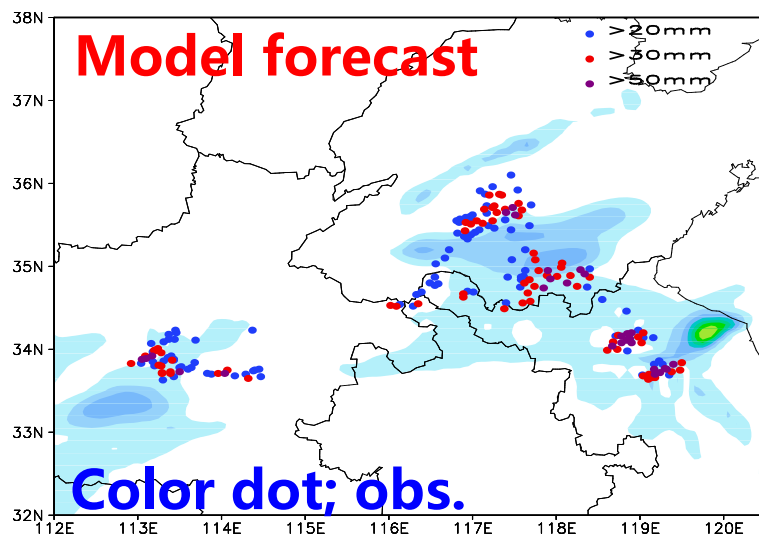 38N
Model forecast
>20mm
>30mm
>50mm
37N
36N
35N
34N
33N
Color dot; obs.
32N
112E 113E 114E 115E 116E 117E 118E 119E 120E